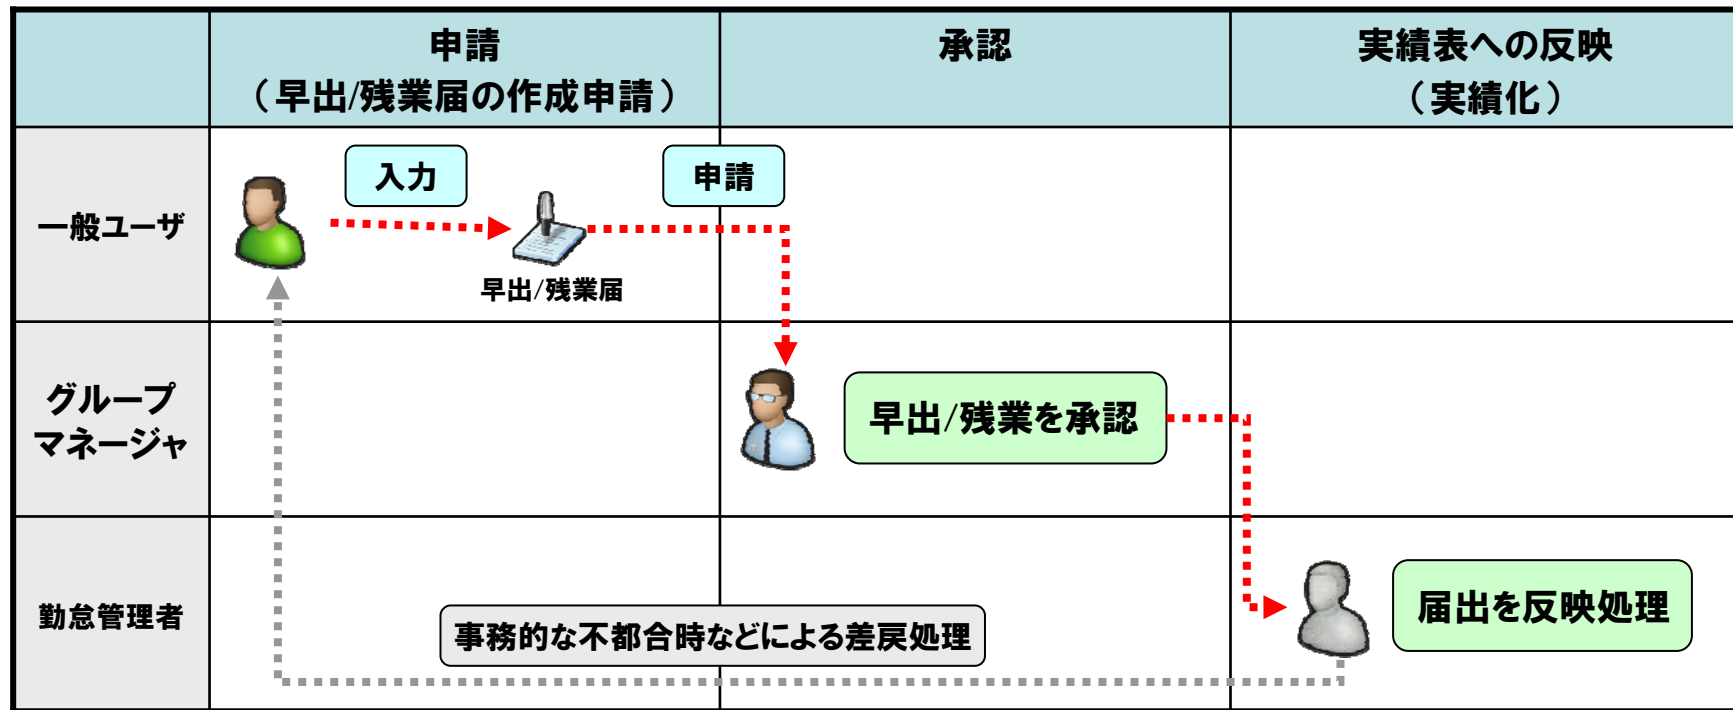 申請
（早出/残業届の作成申請）
承認
実績表への反映
（実績化）
一般ユーザ
入力
申請
早出/残業届
グループ
マネージャ
早出/残業を承認
勤怠管理者
事務的な不都合時などによる差戻処理
届出を反映処理